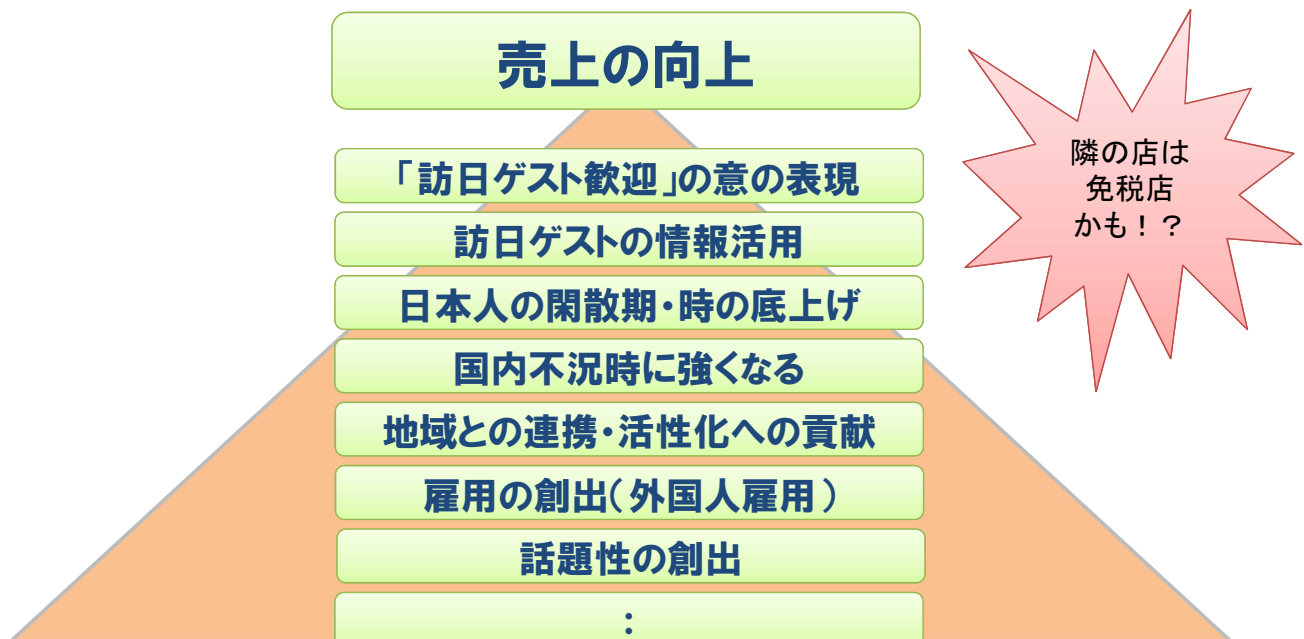 売上の向上
「訪日ゲスト歓迎」の意の表現
訪日ゲストの情報活用
日本人の閑散期・時の底上げ
国内不況時に強くなる
地域との連携・活性化への貢献
雇用の創出（外国人雇用）
話題性の創出
：
隣の店は
免税店
かも！？